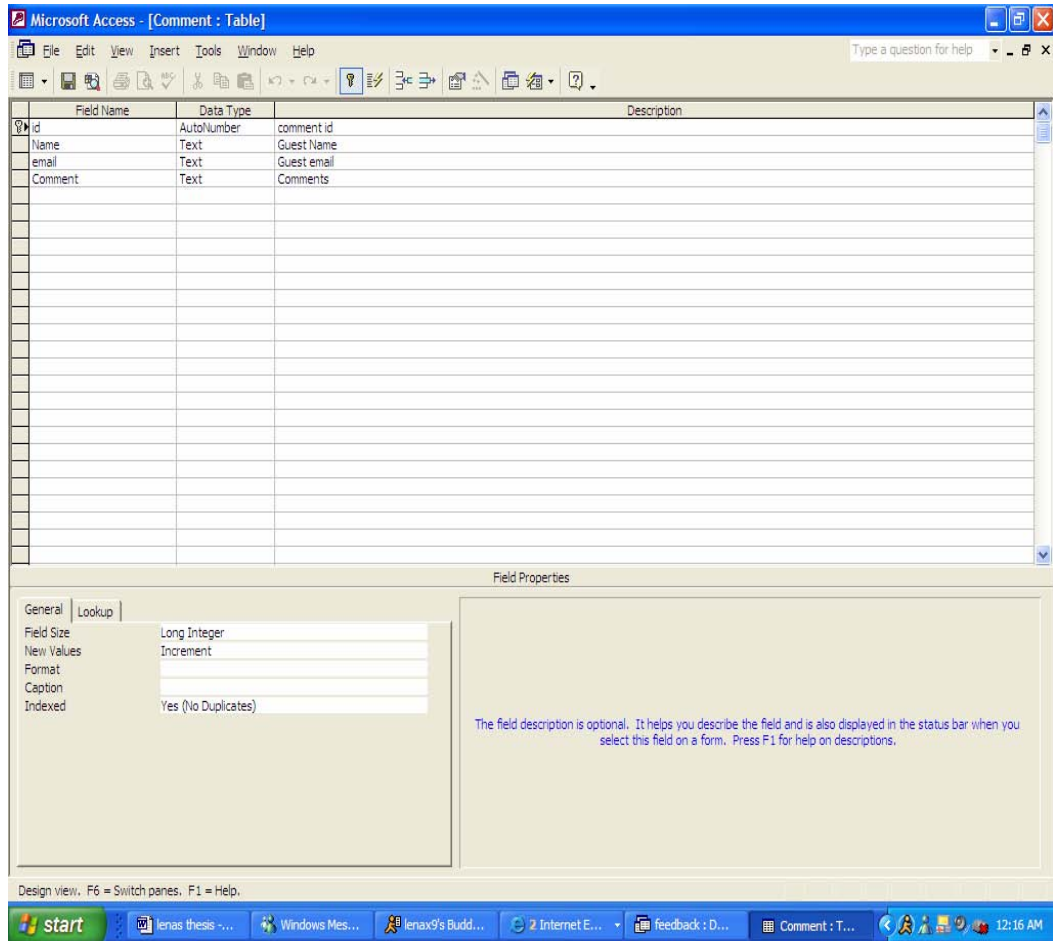 Microsoft Access - [Comment : Table]
File Edit View Insert Tools Window Help Type a question for help
Field Name Data Type Description
id AutoNumber comment id
Name Text Guest Name
email Text Guest email
Comment Text Comments
Field Properties
General Lookup
Field Size Long Integer
New Values Increment
Format
Caption
Indexed Yes (No Duplicates)
The field description is optional. It helps you describe the field and is also displayed in the status bar when you
select this field on a form. Press F1 for help on descriptions.
Design view. F6 = Switch panes. F1 = Help.
start lenas thesis -... Windows Mes... lenax9's Budd... 2 Internet E... feedback : D... Comment : T... 12:16 AM